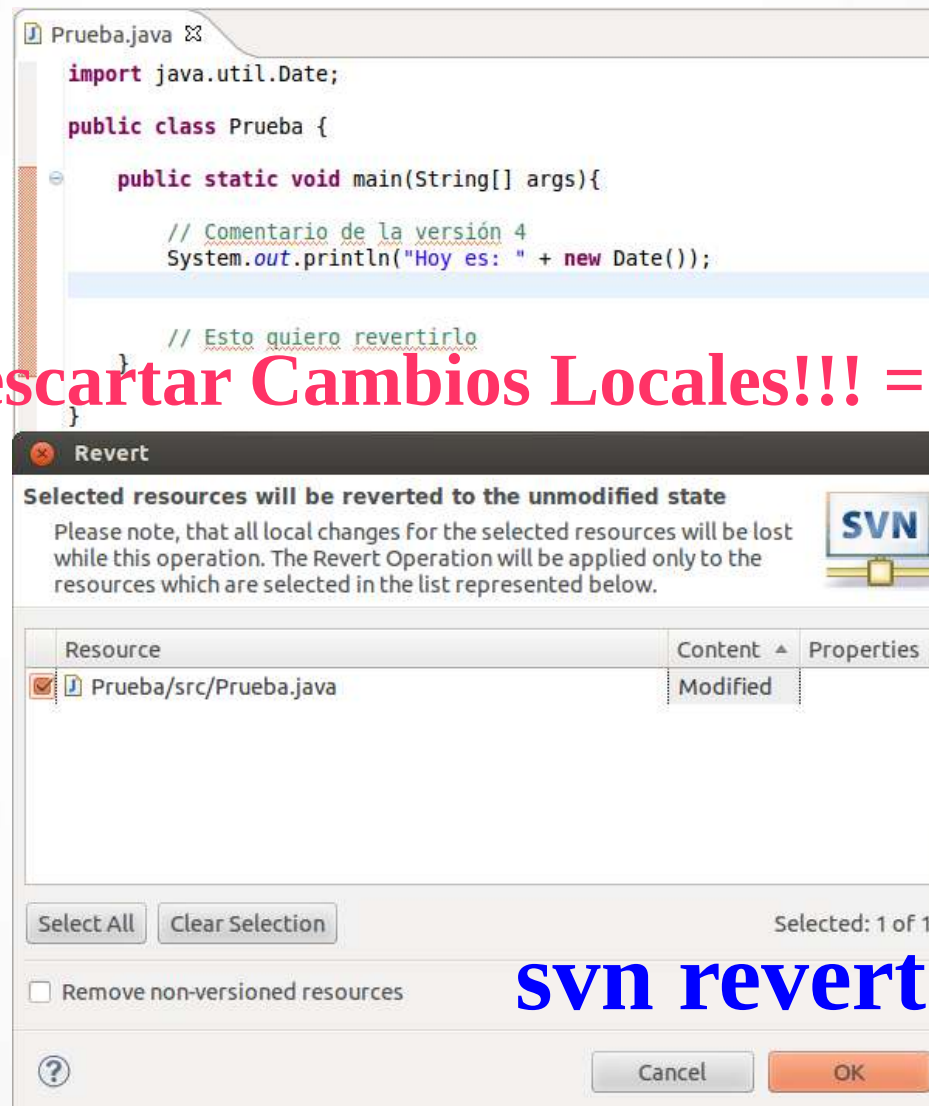 Prueba.java
import java.util.Date;
public class Prueba {
public static void main(String[] args){
// Comentario de la versión 4
System.out.println("Hoy es: " + new Date());
// Esto quiero revertirlo
}
escartar Cambios Locales!!! =
}
Revert
Selected resources will be reverted to the unmodified state
Please note, that all local changes for the selected resources will be lost
while this operation. The Revert Operation will be applied only to the
resources which are selected in the list represented below.
SVN
Resource Content Properties
Prueba/src/Prueba.java Modified
Select All Clear Selection Selected: 1 of 1
Remove non-versioned resources
svn revert
? Cancel OK